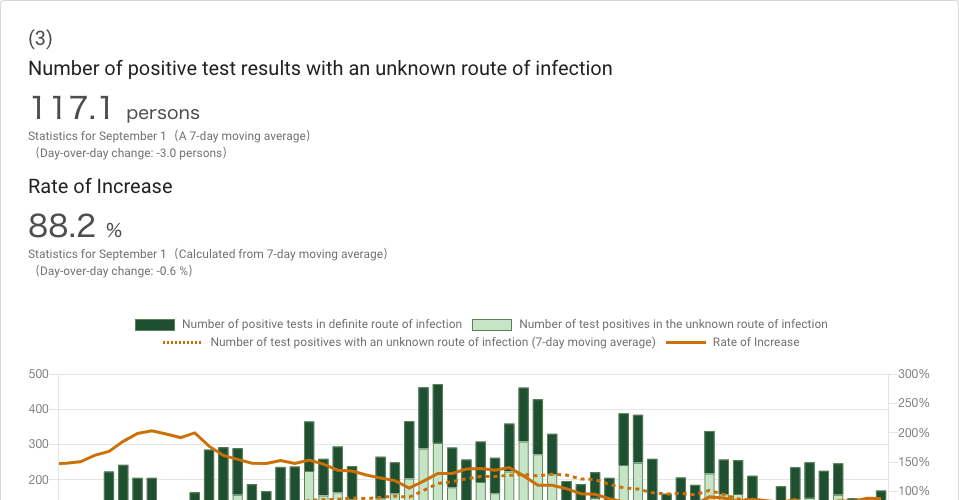 (3)
Number of positive test results with an unknown route of infection
117.1 persons
Statistics for September 1（A 7-day moving average）
（Day-over-day change: -3.0 persons）
Rate of Increase
88.2 %
Statistics for September 1（Calculated from 7-day moving average）
（Day-over-day change: -0.6 %）
Number of positive tests in definite route of infection Number of test positives in the unknown route of infection
Number of test positives with an unknown route of infection (7-day moving average) Rate of Increase
500 300%
250%
400
200%
300
150%
200
100%